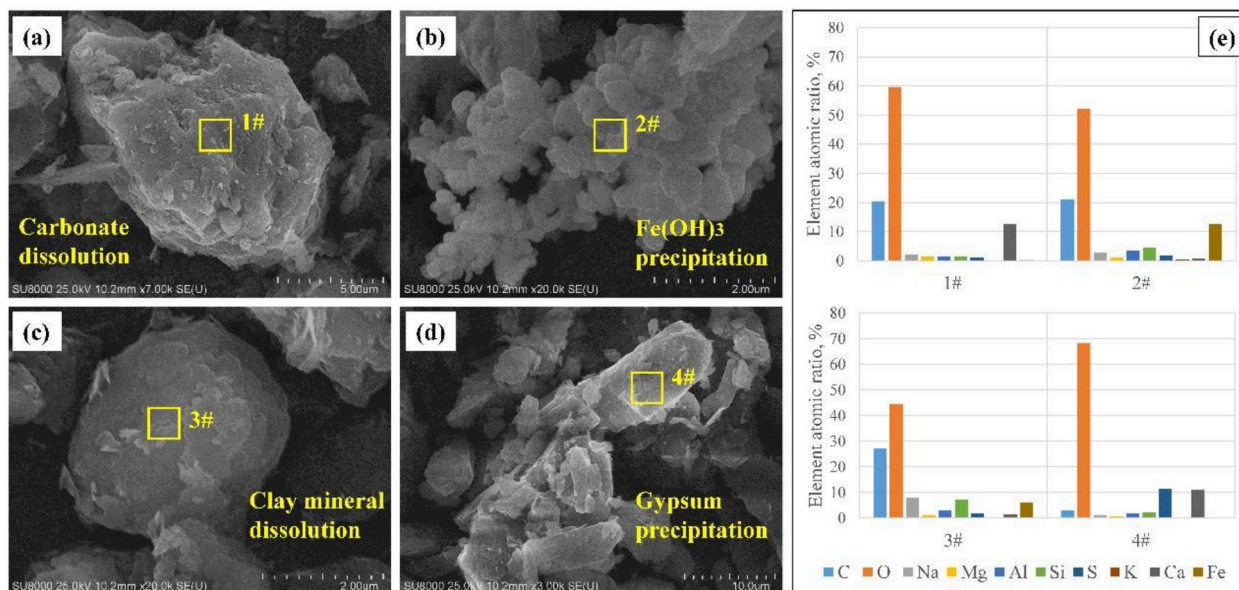 (a)
1#
Carbonate
dissolution
SU8000 25.0kV 10.2mm x7.00k SE(U)
5.00um
(b)
2#
Fe(OH)3
precipitation
SU8000 25.0kV 10.2mm x20.0k SE(U)
2.00um
(c)
3#
Clay mineral
dissolution
SU8000 25.0kV 10.2mm x20.0k SE(U)
2.00um
(d)
4#
Gypsum
precipitation
SU8000 25.0kV 10.2mm x3.00k SE(U)
10.0um
(e)
Element atomic ratio, %
80
70
60
50
40
30
20
10
0
1# 2#
Element atomic ratio, %
80
70
60
50
40
30
20
10
0
3# 4#
C O Na Mg Al Si S K Ca Fe